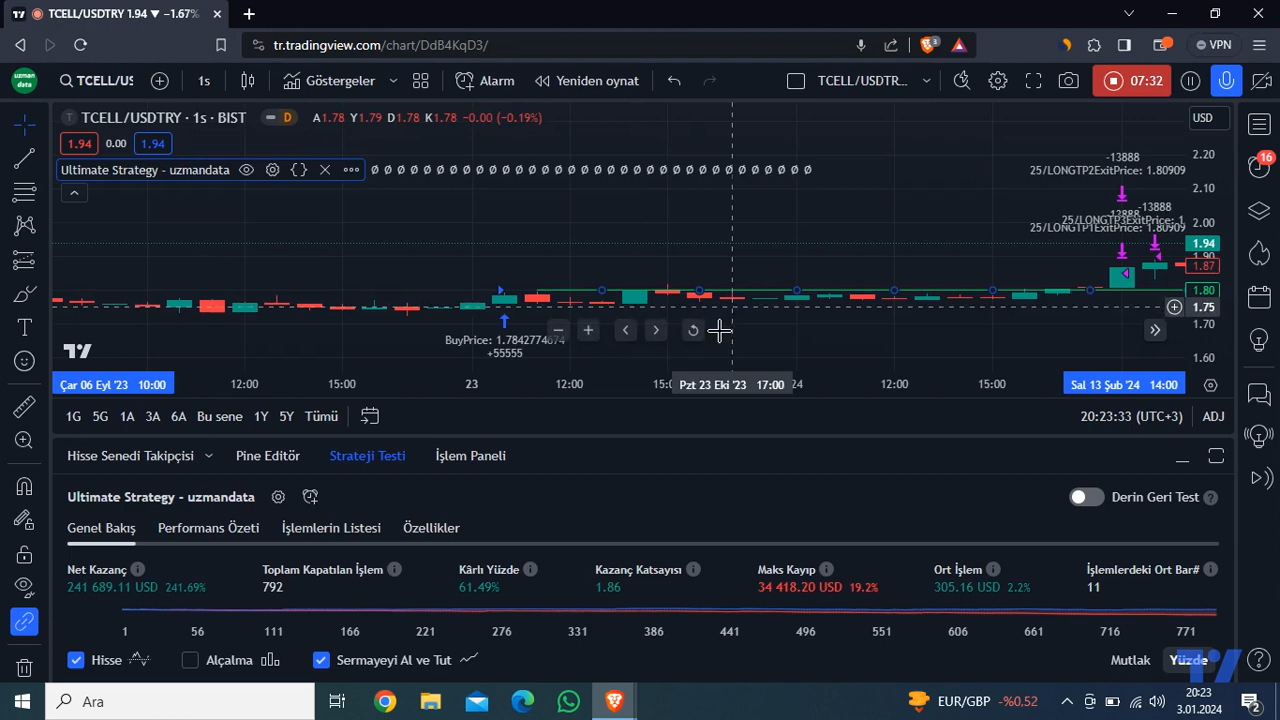 TCELL/USDTRY 1.94 ▼ −1.67%
tr.tradingview.com/chart/DdB4KqD3/
3
VPN
uzman data
TCELL/US
1s
Göstergeler
Alarm
Yeniden oynat
TCELL/USDTR...
07:32
TCELL/USDTRY · 1s · BIST
D
A1.78 Y1.79 D1.78 K1.78 −0.00 (−0.19%)
USD
1.94
0.00
1.94
Ultimate Strategy - uzmandata
2.20
2.10
2.00
1.94
1.90
1.87
1.80
1.75
1.70
1.60
-13888
25/LONGTP2ExitPrice: 1.80909
-13888
25/LONGTP3ExitPrice: 1
-13888
25/LONGTP1ExitPrice: 1.80909
BuyPrice: 1.7842774674
+55555
Çar 06 Eyl '23 10:00
12:00
15:00
23
12:00
Pzt 23 Eki '23 17:00
24
12:00
15:00
Sal 13 Şub '24 14:00
1G 5G 1A 3A 6A Bu sene 1Y 5Y Tümü
20:23:33 (UTC+3)
ADJ
Hisse Senedi Takipçisi
Pine Editör
Strateji Testi
İşlem Paneli
Ultimate Strategy - uzmandata
Derin Geri Test
Genel Bakış
Performans Özeti
İşlemlerin Listesi
Özellikler
Net Kazanç
Toplam Kapatılan İşlem
Kârlı Yüzde
Kazanç Katsayısı
Maks Kayıp
Ort İşlem
İşlemlerdeki Ort Bar#
241 689.11 USD 241.69%
792
61.49%
1.86
34 418.20 USD 19.2%
305.16 USD 2.2%
11
1 56 111 166 221 276 331 386 441 496 551 606 661 716 771
Hisse
Alçalma
Sermayeyi Al ve Tut
Mutlak
Yüzde
16
Ara
EUR/GBP -%0,52
20:23
3.01.2024
2